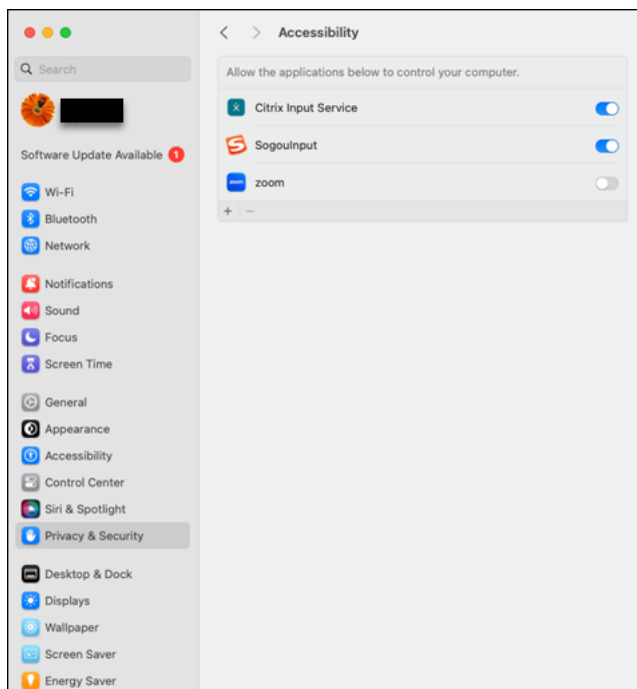 Accessibility
Search
Allow the applications below to control your computer.
Citrix Input Service
SogouInput
zoom
zoom
+ −
Software Update Available 1
Wi-Fi
Bluetooth
Network
Notifications
Sound
Focus
Screen Time
General
Appearance
Accessibility
Control Center
Siri & Spotlight
Privacy & Security
Desktop & Dock
Displays
Wallpaper
Screen Saver
Energy Saver